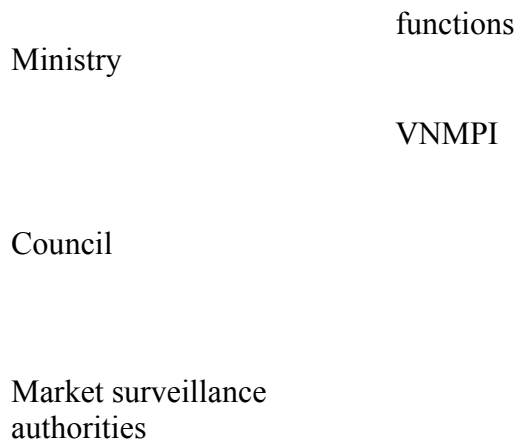 functions
Ministry
VNMPI
Council
Market surveillance
authorities